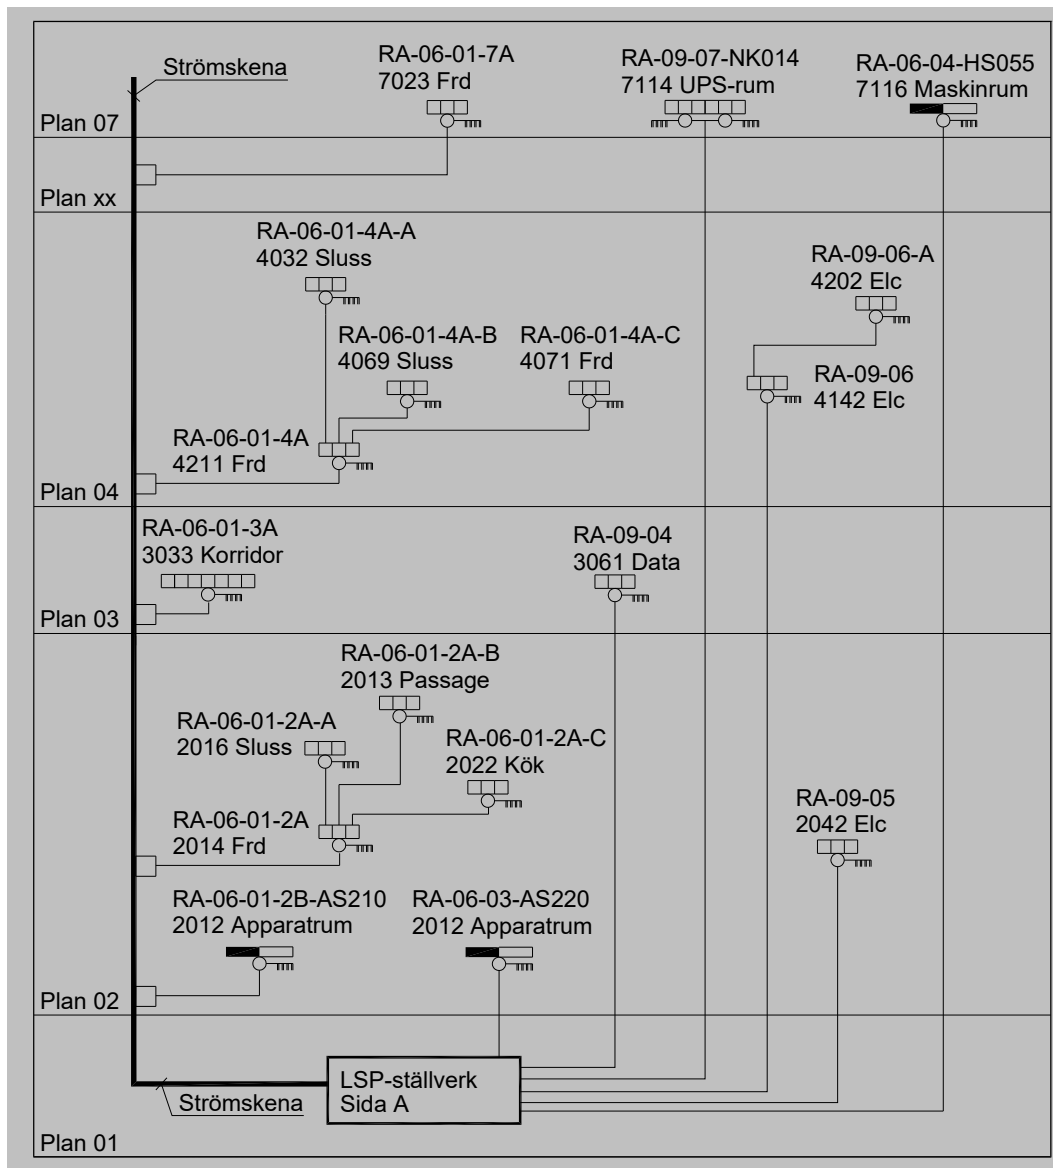 Strömskena
RA-06-01-7A
7023 Frd
RA-09-07-NK014
7114 UPS-rum
RA-06-04-HS055
7116 Maskinrum
Plan 07
Plan xx
RA-06-01-4A-A
4032 Sluss
RA-09-06-A
4202 Elc
RA-06-01-4A-B
4069 Sluss
RA-06-01-4A-C
4071 Frd
RA-09-06
4142 Elc
RA-06-01-4A
4211 Frd
Plan 04
RA-06-01-3A
3033 Korridor
RA-09-04
3061 Data
Plan 03
RA-06-01-2A-B
2013 Passage
RA-06-01-2A-A
2016 Sluss
RA-06-01-2A-C
2022 Kök
RA-09-05
2042 Elc
RA-06-01-2A
2014 Frd
RA-06-01-2B-AS210
2012 Apparatrum
RA-06-03-AS220
2012 Apparatrum
Plan 02
LSP-ställverk
Sida A
Strömskena
Plan 01